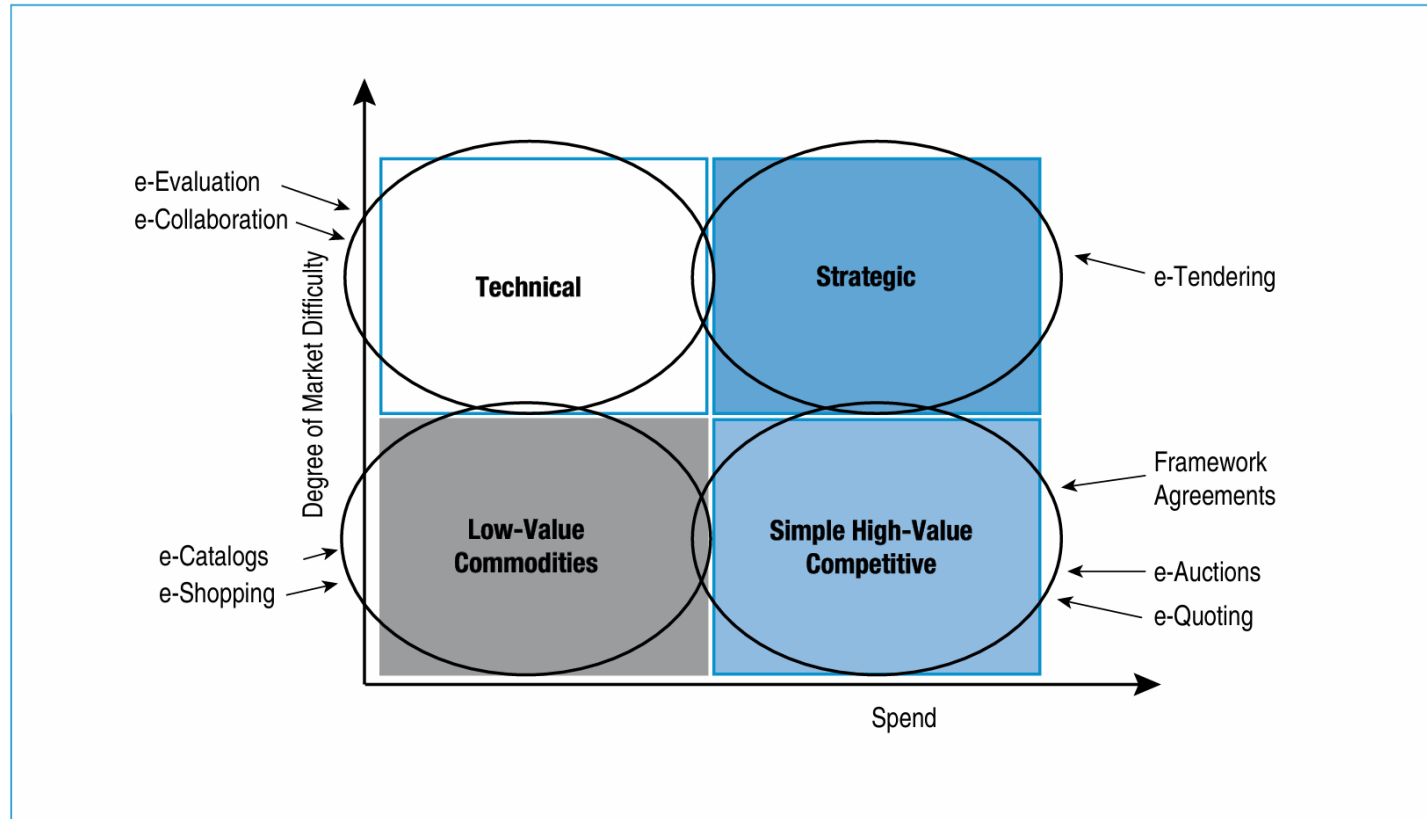 e-Evaluation
e-Collaboration
Degree of Market Difficulty
Technical
Strategic
e-Tendering
e-Catalogs
e-Shopping
Low-Value
Commodities
Simple High-Value
Competitive
Framework
Agreements
e-Auctions
e-Quoting
Spend